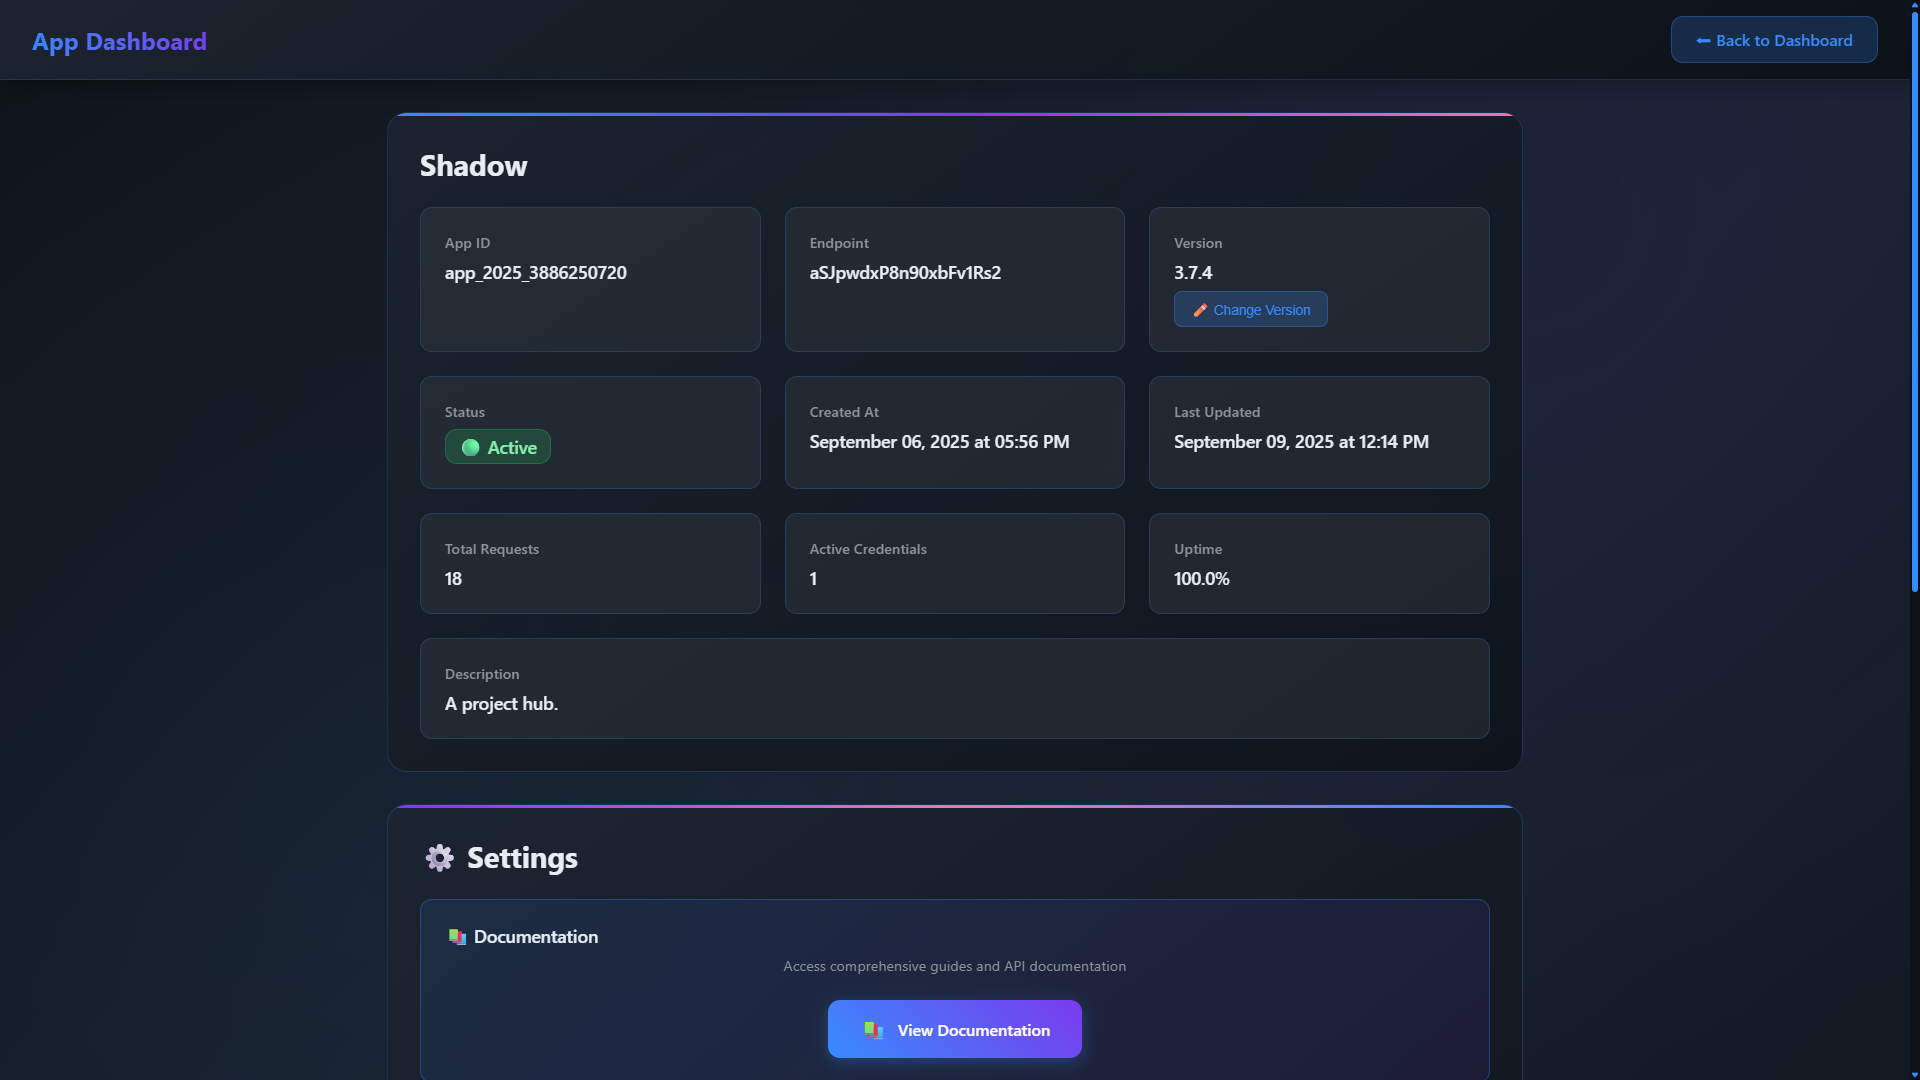 App Dashboard
← Back to Dashboard
Shadow
App ID
app_2025_3886250720
Endpoint
aSJpwdxP8n90xbFv1Rs2
Version
3.7.4
Change Version
Status
Active
Created At
September 06, 2025 at 05:56 PM
Last Updated
September 09, 2025 at 12:14 PM
Total Requests
18
Active Credentials
1
Uptime
100.0%
Description
A project hub.
Settings
Documentation
Access comprehensive guides and API documentation
View Documentation